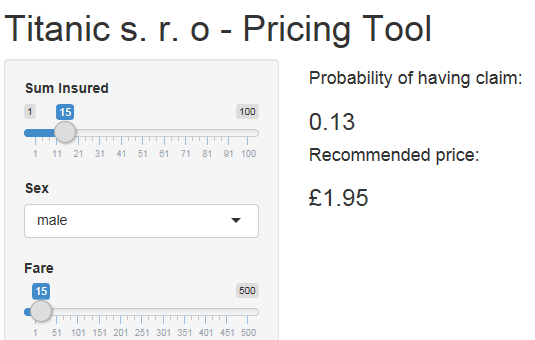 Titanic s. r. o - Pricing Tool
Sum Insured
1 15 100
1 11 21 31 41 51 61 71 81 91 100
Sex
male
Fare
15 500
1 51 101 151 201 251 301 351 401 451 500
Probability of having claim:
0.13
Recommended price:
£1.95